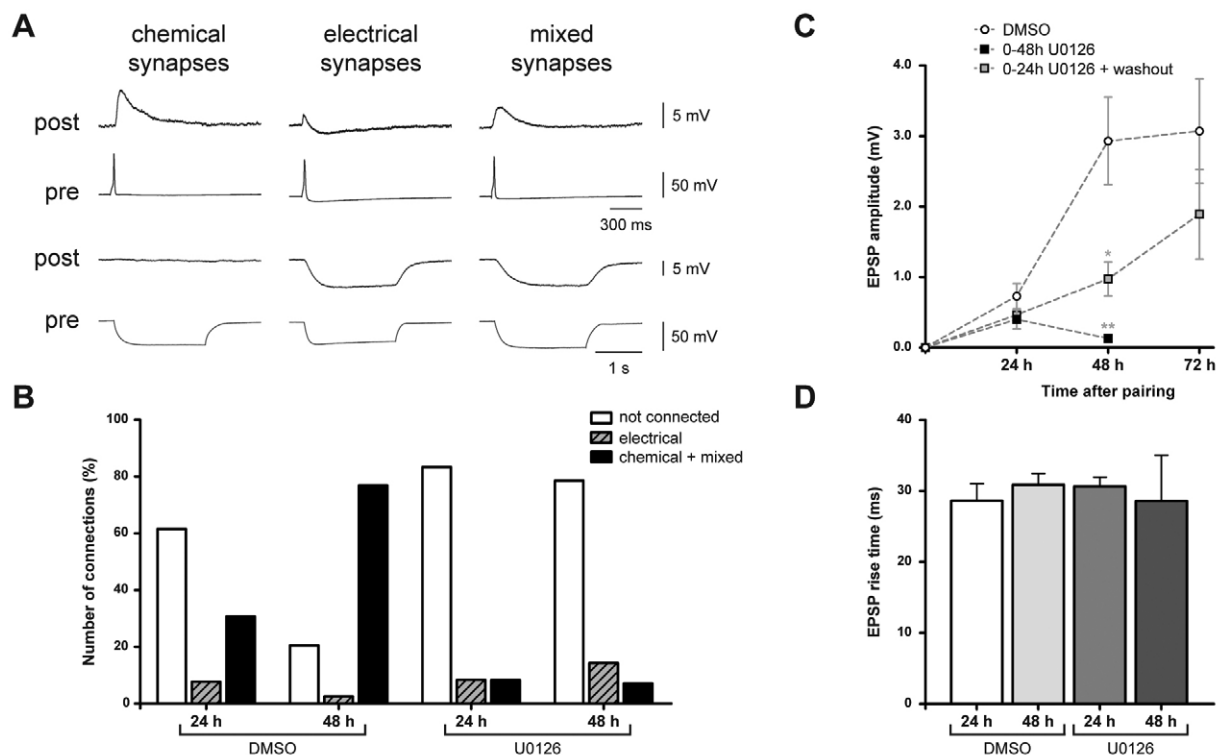 A
chemical
synapses
electrical
synapses
mixed
synapses
post
5 mV
pre
50 mV
300 ms
post
5 mV
pre
50 mV
1 s
B
not connected
electrical
chemical + mixed
Number of connections (%)
100
80
60
40
20
0
24 h
48 h
24 h
48 h
DMSO
U0126
C
DMSO
0-48h U0126
0-24h U0126 + washout
EPSP amplitude (mV)
4.0
3.0
2.0
1.0
0.0
*
**
24 h
48 h
72 h
Time after pairing
D
EPSP rise time (ms)
40
30
20
10
0
24 h
48 h
24 h
48 h
DMSO
U0126